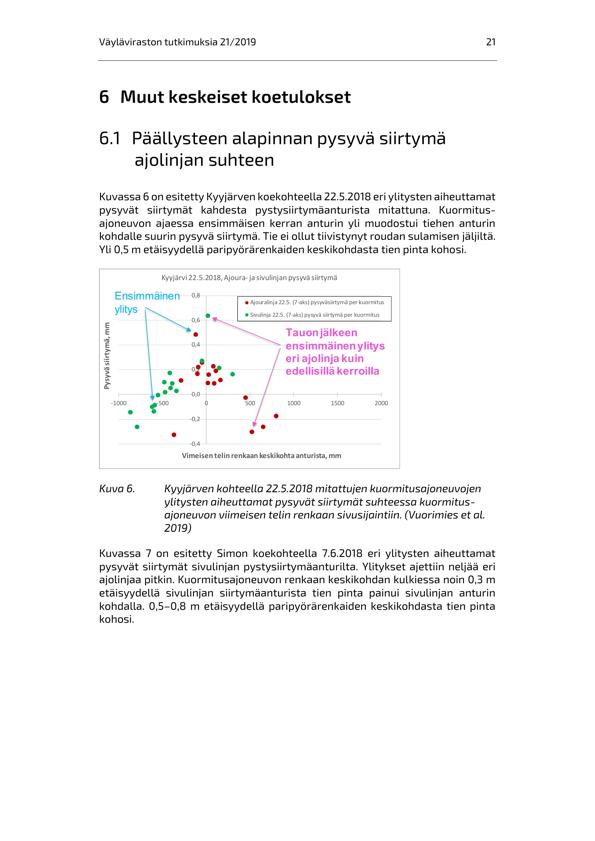 Väyläviraston tutkimuksia 21/2019 21
6 Muut keskeiset koetulokset
6.1 Päällysteen alapinnan pysyvä siirtymä
ajolinjan suhteen
Kuvassa 6 on esitetty Kyyjärven koekohteella 22.5.2018 eri ylitysten aiheuttamat
pysyvät siirtymät kahdesta pystysiirtymäanturista mitattuna. Kuormitus-
ajoneuvon ajaessa ensimmäisen kerran anturin yli muodostui tiehen anturin
kohdalle suurin pysyvä siirtymä. Tie ei ollut tiivistynyt roudan sulamisen jäljiltä.
Yli 0,5 m etäisyydellä paripyörärenkaiden keskikohdasta tien pinta kohosi.
Kyyjärvi 22.5.2018, Ajoura- ja sivulinjan pysyvä siirtymä
Ensimmäinen
ylitys
Ajouralinja 22.5. (7-aks) pysyväsiirtymä per kuormitus
Sivulinja 22.5. (7-aks) pysyvä siirtymä per kuormitus
Tauon jälkeen
ensimmäinen ylitys
eri ajolinja kuin
edellisillä kerroilla
Pysyvä siirtymä, mm
0,8
0,6
0,4
0,0
-0,2
-0,4
-1000 -500 0 500 1000 1500 2000
Vimeisen telin renkaan keskikohta anturista, mm
Kuva 6. Kyyjärven kohteella 22.5.2018 mitattujen kuormitusajoneuvojen
ylitysten aiheuttamat pysyvät siirtymät suhteessa kuormitus-
ajoneuvon viimeisen telin renkaan sivusijaintiin. (Vuorimies et al.
2019)
Kuvassa 7 on esitetty Simon koekohteella 7.6.2018 eri ylitysten aiheuttamat
pysyvät siirtymät sivulinjan pystysiirtymäanturilta. Ylitykset ajettiin neljää eri
ajolinjaa pitkin. Kuormitusajoneuvon renkaan keskikohdan kulkiessa noin 0,3 m
etäisyydellä sivulinjan siirtymäanturista tien pinta painui sivulinjan anturin
kohdalla. 0,5–0,8 m etäisyydellä paripyörärenkaiden keskikohdasta tien pinta
kohosi.